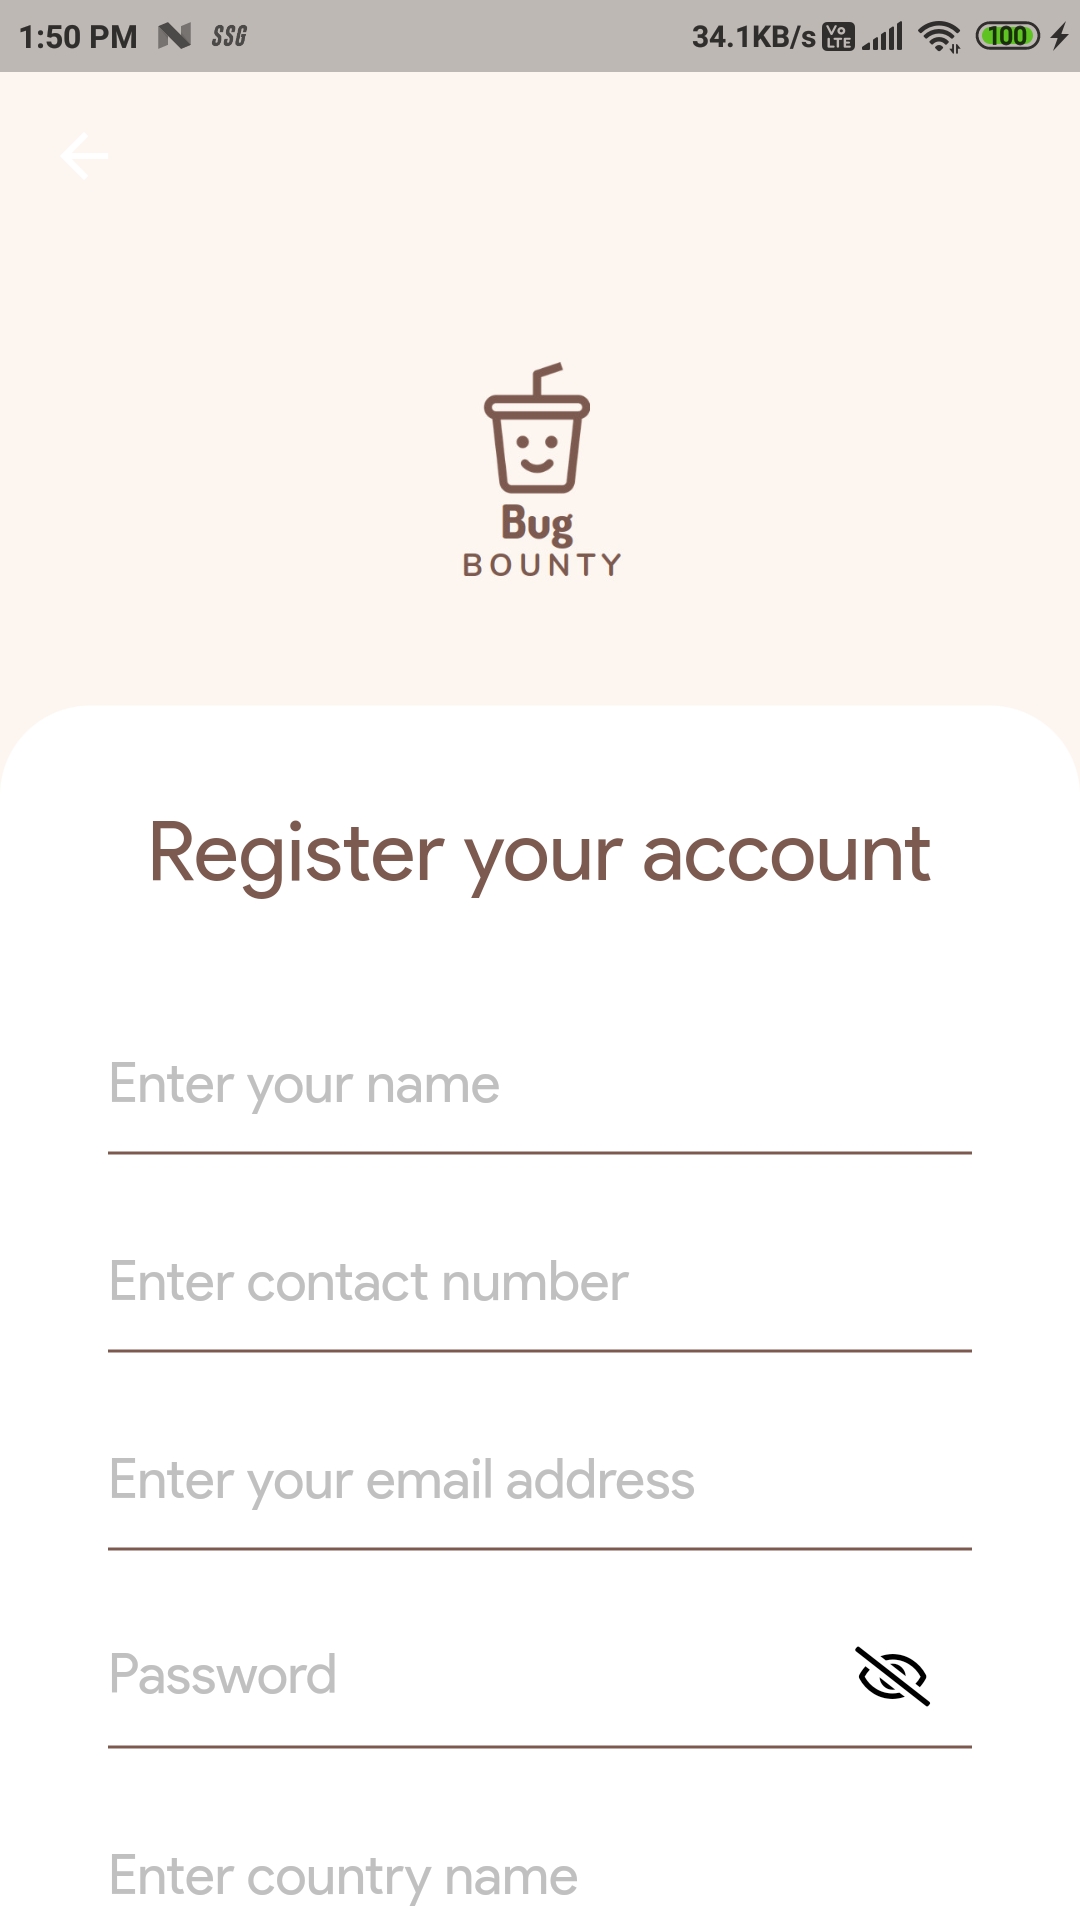 1:50 PM SSG 34.1KB/s Vo LTE 100
Bug
BOUNTY
Register your account
Enter your name
Enter contact number
Enter your email address
Password
Enter country name